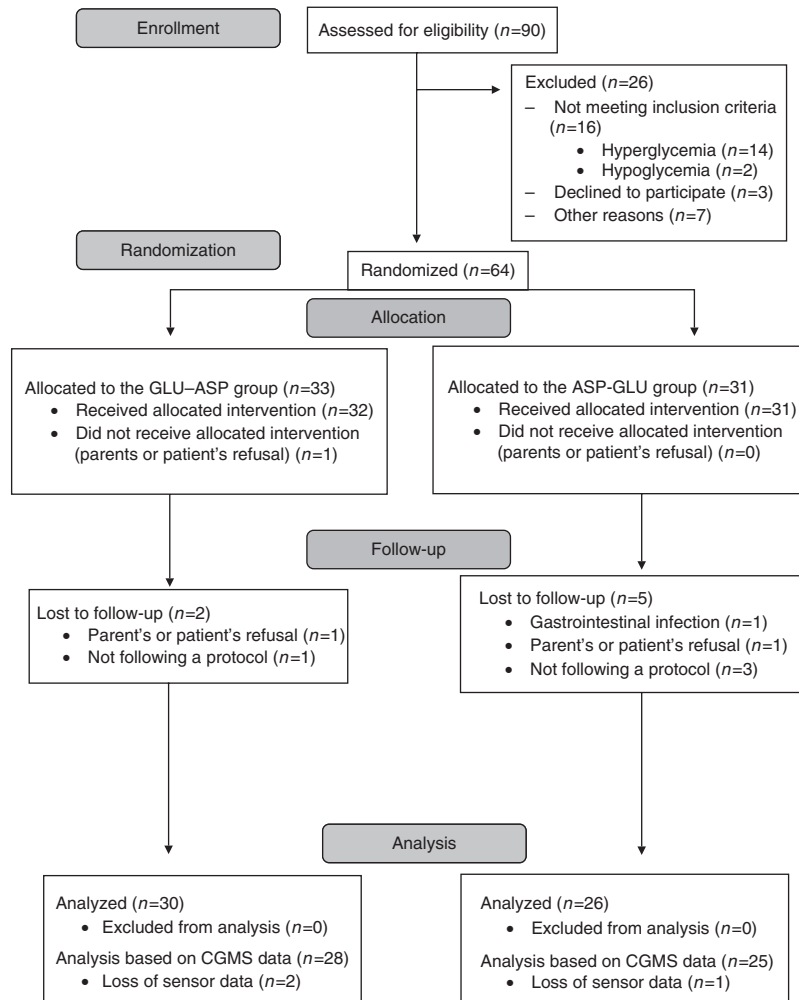 Enrollment
Assessed for eligibility (n=90)
Excluded (n=26)
– Not meeting inclusion criteria
(n=16)
• Hyperglycemia (n=14)
• Hypoglycemia (n=2)
– Declined to participate (n=3)
– Other reasons (n=7)
Randomization
Randomized (n=64)
Allocation
Allocated to the GLU–ASP group (n=33)
• Received allocated intervention (n=32)
• Did not receive allocated intervention
(parents or patient's refusal) (n=1)
Allocated to the ASP-GLU group (n=31)
• Received allocated intervention (n=31)
• Did not receive allocated intervention
(parents or patient's refusal) (n=0)
Follow-up
Lost to follow-up (n=2)
• Parent's or patient's refusal (n=1)
• Not following a protocol (n=1)
Lost to follow-up (n=5)
• Gastrointestinal infection (n=1)
• Parent's or patient's refusal (n=1)
• Not following a protocol (n=3)
Analysis
Analyzed (n=30)
• Excluded from analysis (n=0)
Analysis based on CGMS data (n=28)
• Loss of sensor data (n=2)
Analyzed (n=26)
• Excluded from analysis (n=0)
Analysis based on CGMS data (n=25)
• Loss of sensor data (n=1)